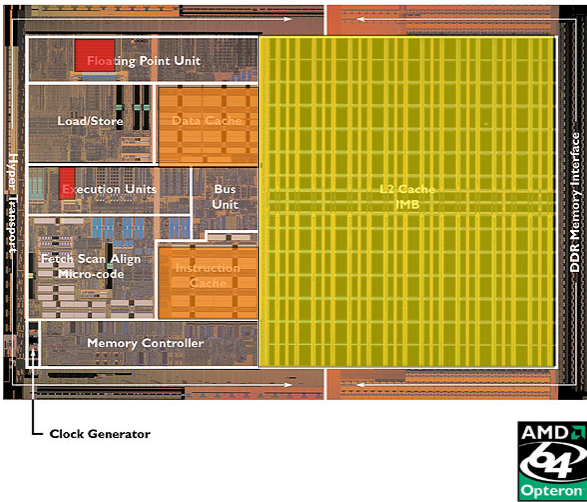 Floating Point Unit
Load/Store
Data Cache
Execution Units
Bus
Unit
L2 Cache
IMB
Hyper Transport
DDR Memory Interface
Fetch Scan Align
Micro-code
Instruction
Cache
Memory Controller
Clock Generator
AMD
64
Opteron